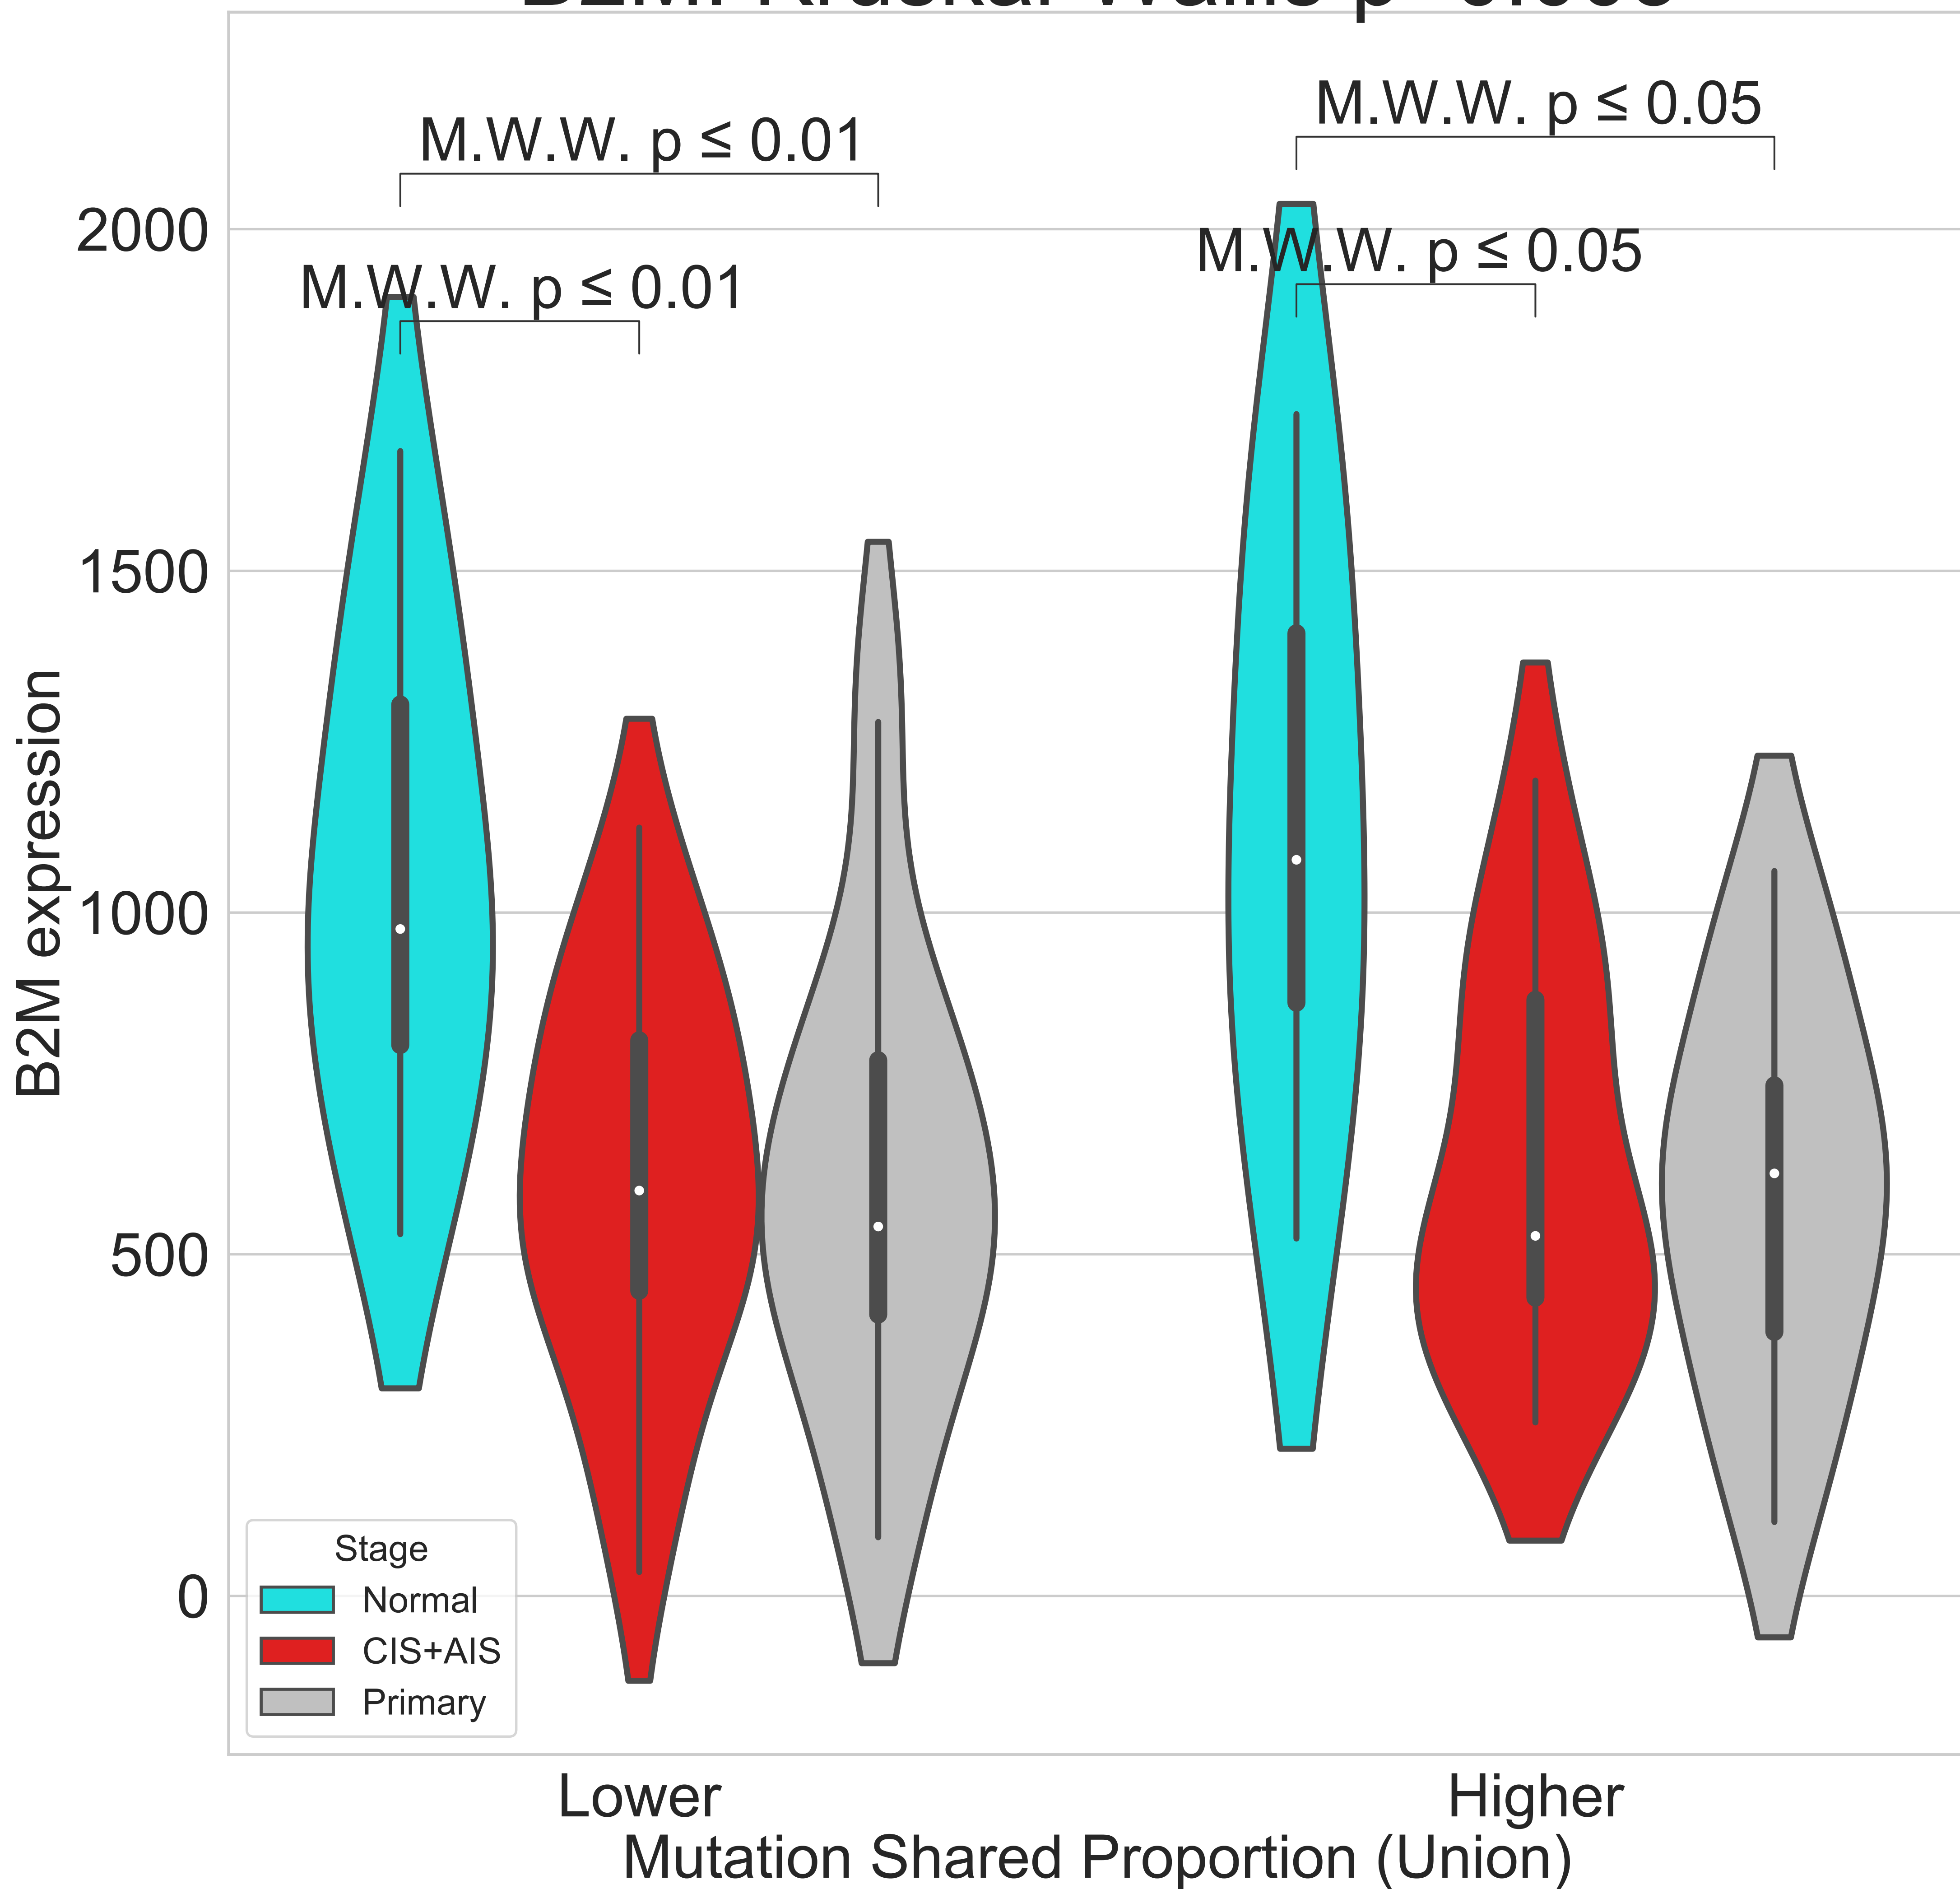 M.W.W. p ≤ 0.05
M.W.W. p ≤ 0.01
M.W.W. p ≤ 0.05
M.W.W. p ≤ 0.01
2000
1500
1000
500
0
B2M expression
Stage
Normal
CIS+AIS
Primary
Lower
Higher
Mutation Shared Proportion (Union)